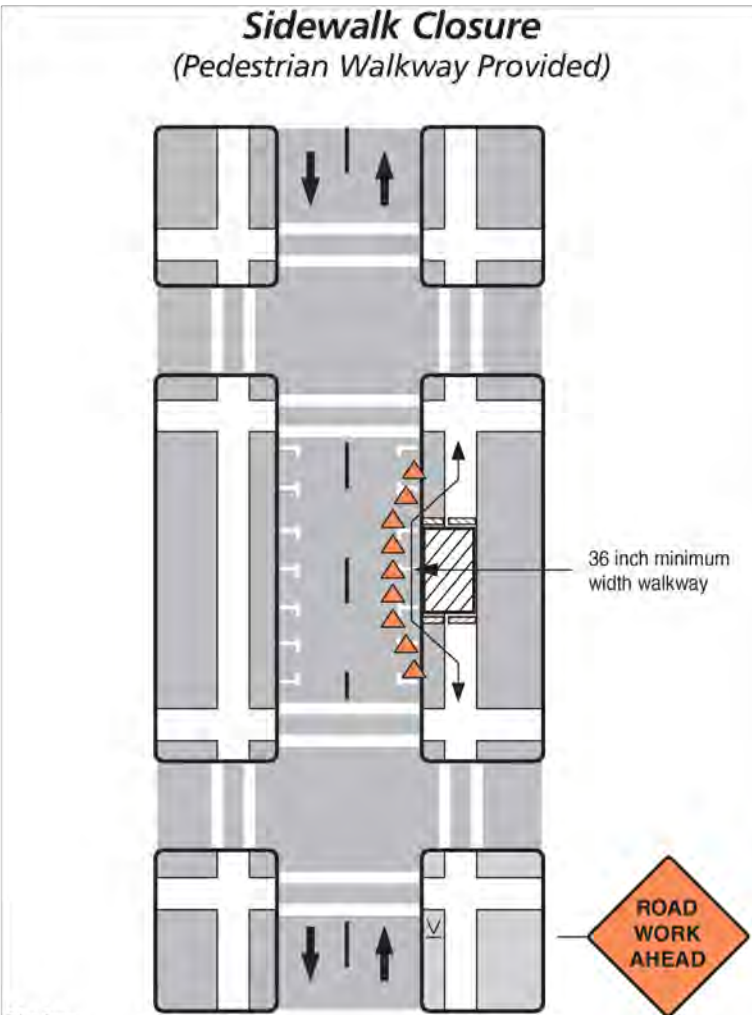 Sidewalk Closure
(Pedestrian Walkway Provided)
36 inch minimum
width walkway
ROAD
WORK
AHEAD